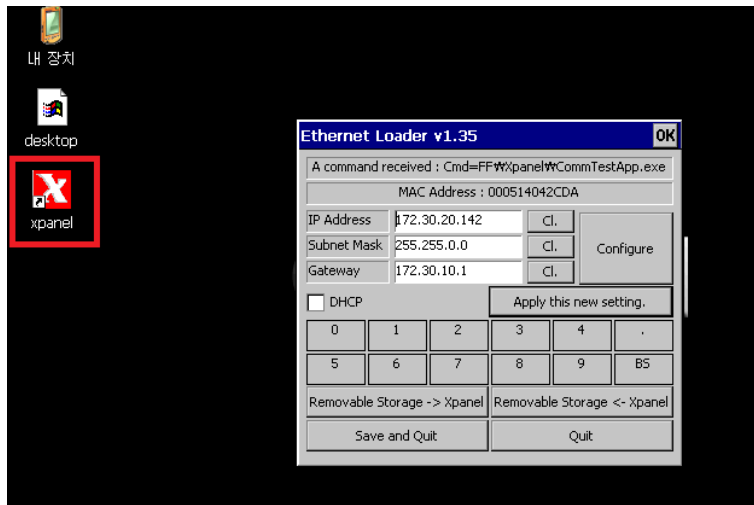 내 장치
desktop
xpanel
Ethernet Loader v1.35 OK
A command received : Cmd=FF₩Xpanel₩CommTestApp.exe
MAC Address : 000514042CDA
IP Address 172.30.20.142 Cl.
Subnet Mask 255.255.0.0 Cl. Configure
Gateway 172.30.10.1 Cl.
DHCP Apply this new setting.
0 1 2 3 4 .
5 6 7 8 9 BS
Removable Storage -> Xpanel Removable Storage <- Xpanel
Save and Quit Quit